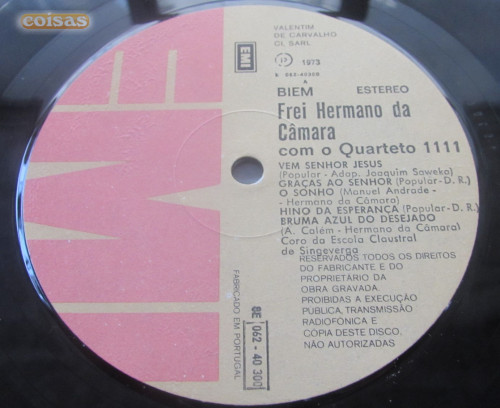 coisas
EMI
VALENTIM
DE CARVALHO
CI SARL
P 1973
A
BIEM ESTEREO
Frei Hermano da
Câmara
com o Quarteto 1111
VEM SENHOR JESUS
(Popular - Adap. Joaquim Saweka)
GRAÇAS AO SENHOR (Popular - D. R.)
O SONHO (Manuel Andrade -
- Hermano da Câmara)
HINO DA ESPERANÇA (Popular - D. R.)
BRUMA AZUL DO DESEJADO
(A. Calém - Hermano da Câmara)
Coro da Escola Claustral
de Singeverga
RESERVADOS TODOS OS DIREITOS
DO FABRICANTE E DO
PROPRIETÁRIO DA
OBRA GRAVADA.
PROIBIDAS A EXECUÇÃO
PÚBLICA, TRANSMISSÃO
RADIOFÓNICA E
CÓPIA DESTE DISCO,
NÃO AUTORIZADAS
8E 062 - 40 300
FABRICADO EM PORTUGAL
EMI